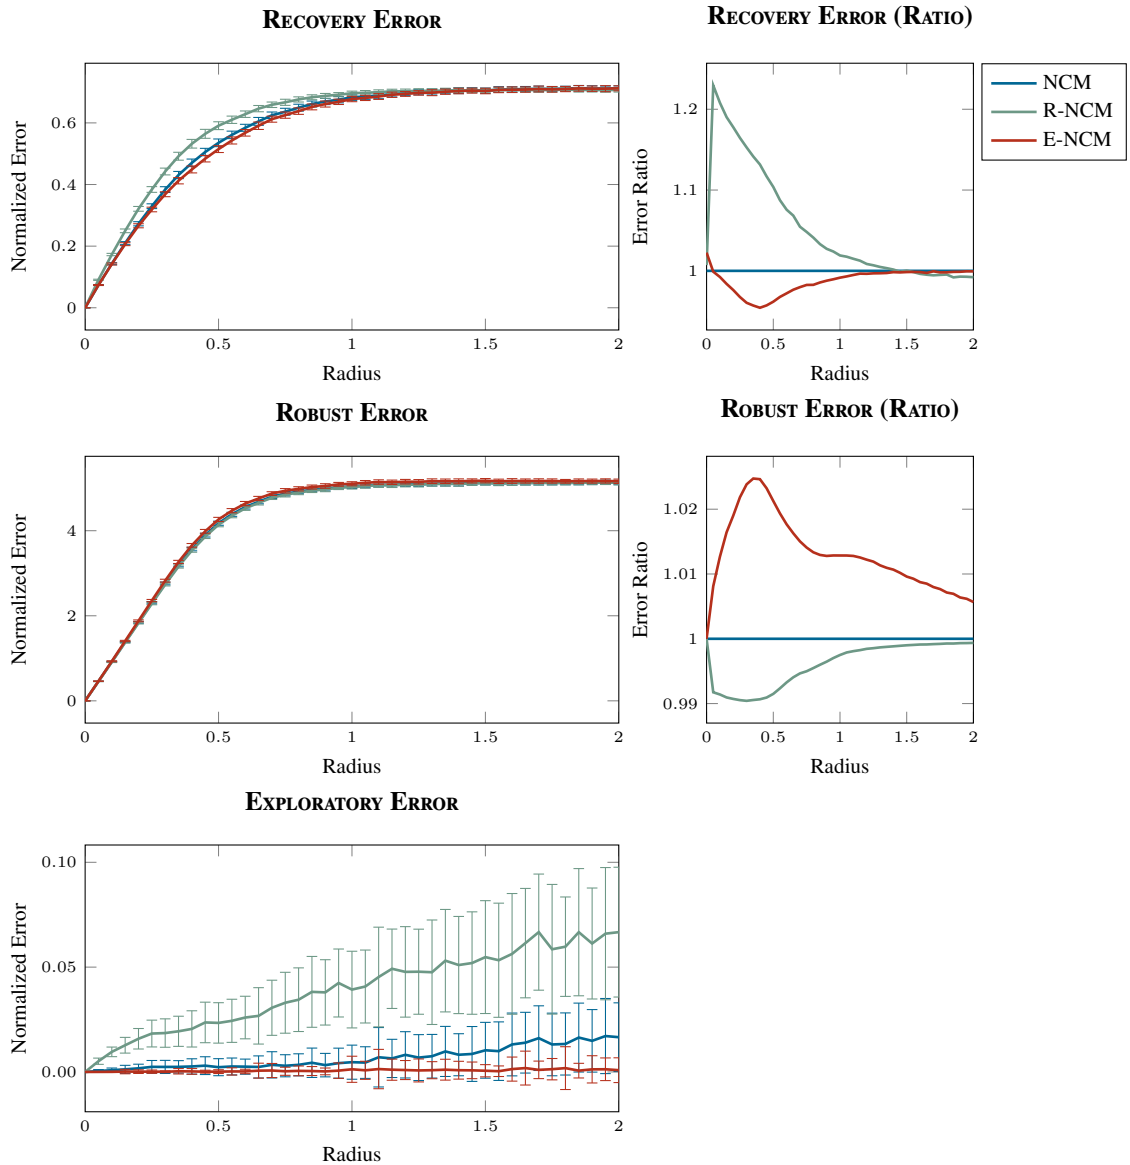 RECOVERY ERROR
0
0.2
0.4
0.6
0
0.5
1
1.5
2
Normalized Error
Radius
RECOVERY ERROR (RATIO)
1
1.1
1.2
0
0.5
1
1.5
2
Error Ratio
Radius
NCM
R-NCM
E-NCM
ROBUST ERROR
0
2
4
0
0.5
1
1.5
2
Normalized Error
Radius
ROBUST ERROR (RATIO)
0.99
1
1.01
1.02
0
0.5
1
1.5
2
Error Ratio
Radius
EXPLORATORY ERROR
0.00
0.05
0.10
0
0.5
1
1.5
2
Normalized Error
Radius